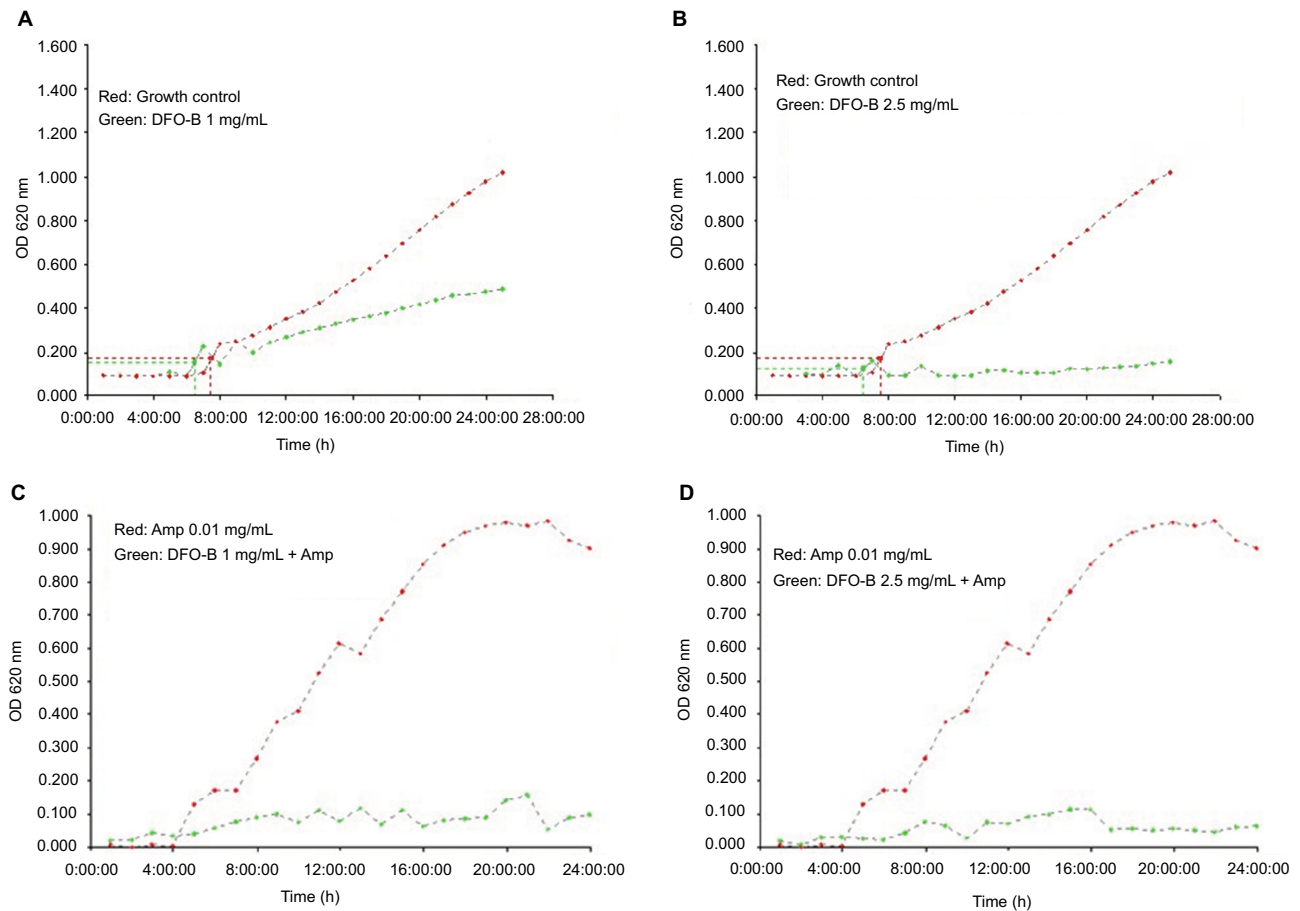 A
1.600
1.400
1.200
1.000
0.800
0.600
0.400
0.200
0.000
OD 620 nm
Red: Growth control
Green: DFO-B 1 mg/mL
0:00:00 4:00:00 8:00:00 12:00:00 16:00:00 20:00:00 24:00:00 28:00:00
Time (h)
B
1.600
1.400
1.200
1.000
0.800
0.600
0.400
0.200
0.000
OD 620 nm
Red: Growth control
Green: DFO-B 2.5 mg/mL
0:00:00 4:00:00 8:00:00 12:00:00 16:00:00 20:00:00 24:00:00 28:00:00
Time (h)
C
1.000
0.900
0.800
0.700
0.600
0.500
0.400
0.300
0.200
0.100
0.000
OD 620 nm
Red: Amp 0.01 mg/mL
Green: DFO-B 1 mg/mL + Amp
0:00:00 4:00:00 8:00:00 12:00:00 16:00:00 20:00:00 24:00:00
Time (h)
D
1.000
0.900
0.800
0.700
0.600
0.500
0.400
0.300
0.200
0.100
0.000
OD 620 nm
Red: Amp 0.01 mg/mL
Green: DFO-B 2.5 mg/mL + Amp
0:00:00 4:00:00 8:00:00 12:00:00 16:00:00 20:00:00 24:00:00
Time (h)